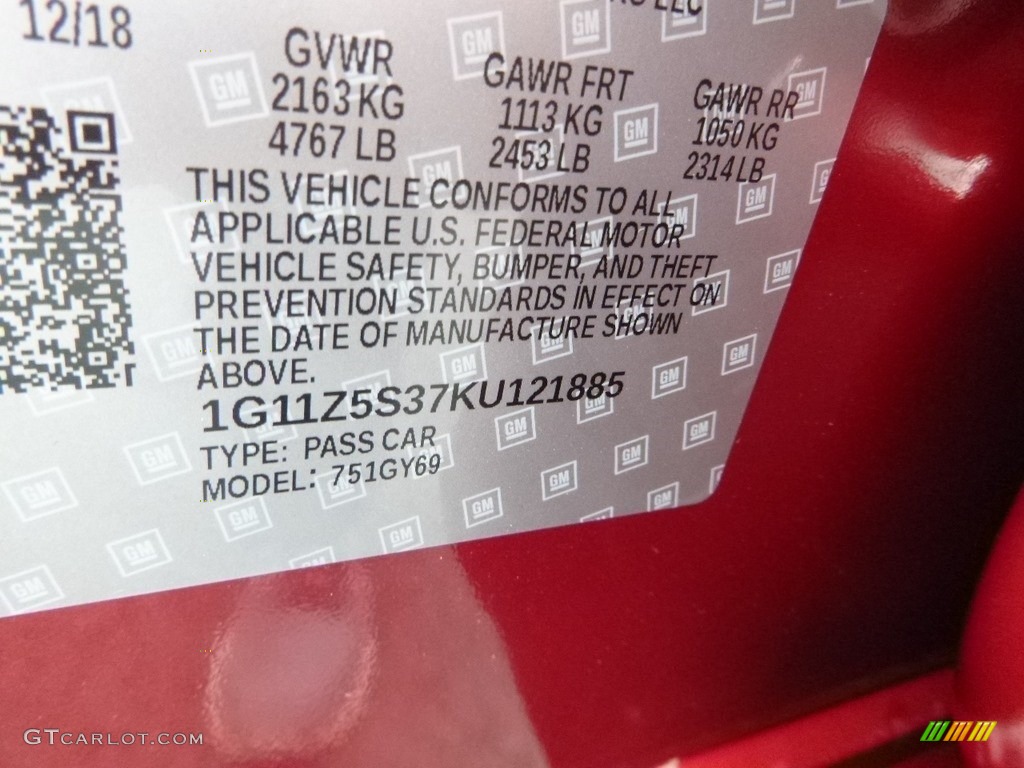 12/18
LLC
GVWR
2163 KG
4767 LB
GAWR FRT
1113 KG
2453 LB
GAWR RR
1050 KG
2314 LB
THIS VEHICLE CONFORMS TO ALL
APPLICABLE U.S. FEDERAL MOTOR
VEHICLE SAFETY, BUMPER, AND THEFT
PREVENTION STANDARDS IN EFFECT ON
THE DATE OF MANUFACTURE SHOWN
ABOVE.
1G11Z5S37KU121885
TYPE: PASS CAR
MODEL: 751GY69
GM
GTCARLOT.COM